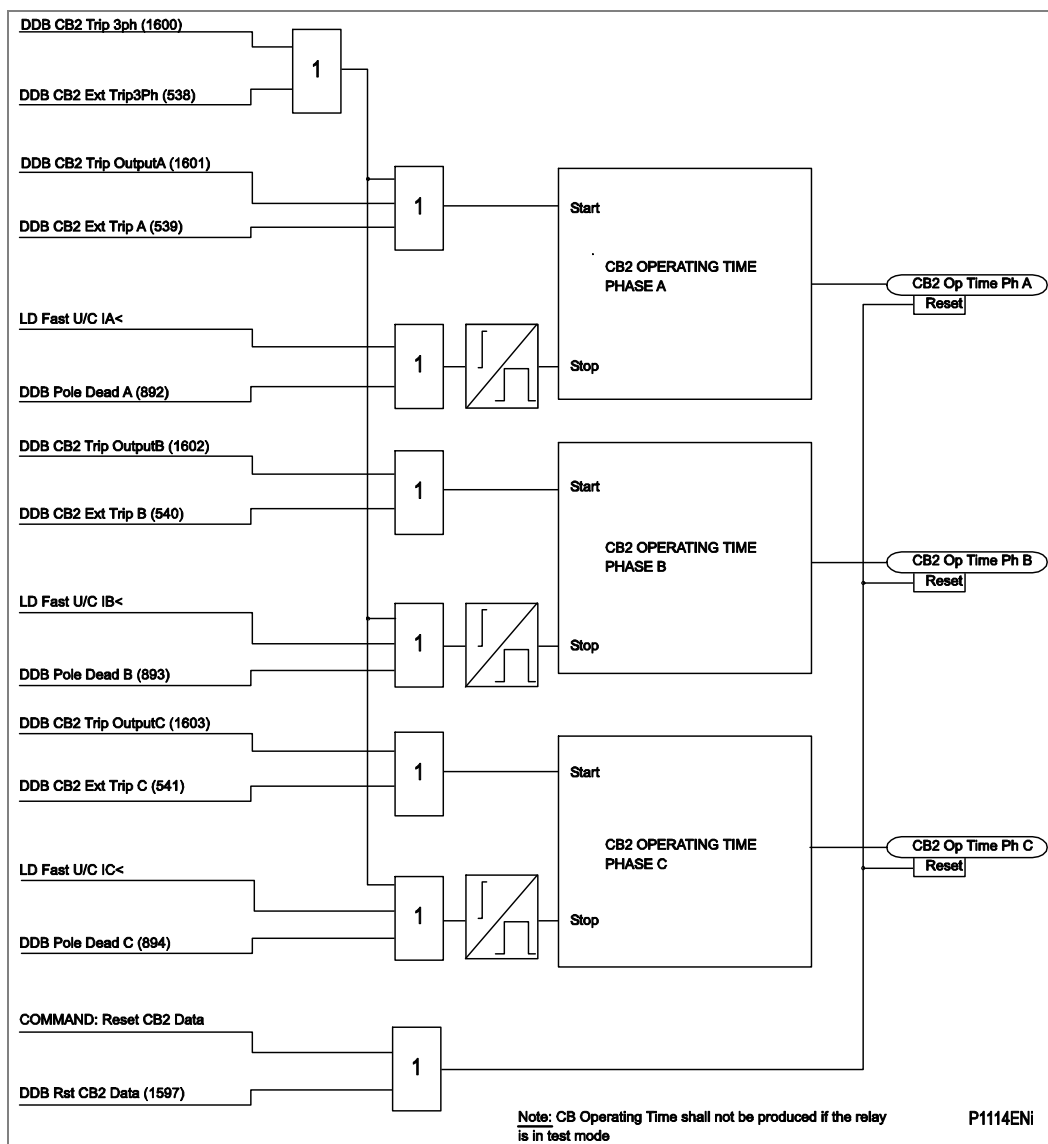 DDB CB2 Trip 3ph (1600)
1
DDB CB2 Ext Trip3Ph (538)
DDB CB2 Trip OutputA (1601)
1
Start
DDB CB2 Ext Trip A (539)
CB2 OPERATING TIME
PHASE A
CB2 Op Time Ph A
Reset
LD Fast U/C IA<
1
Stop
DDB Pole Dead A (892)
DDB CB2 Trip OutputB (1602)
1
Start
DDB CB2 Ext Trip B (540)
CB2 OPERATING TIME
PHASE B
CB2 Op Time Ph B
Reset
LD Fast U/C IB<
1
Stop
DDB Pole Dead B (893)
DDB CB2 Trip OutputC (1603)
1
Start
DDB CB2 Ext Trip C (541)
CB2 OPERATING TIME
PHASE C
CB2 Op Time Ph C
Reset
LD Fast U/C IC<
1
Stop
DDB Pole Dead C (894)
COMMAND: Reset CB2 Data
1
DDB Rst CB2 Data (1597)
Note: CB Operating Time shall not be produced if the relay
is in test mode
P1114ENi